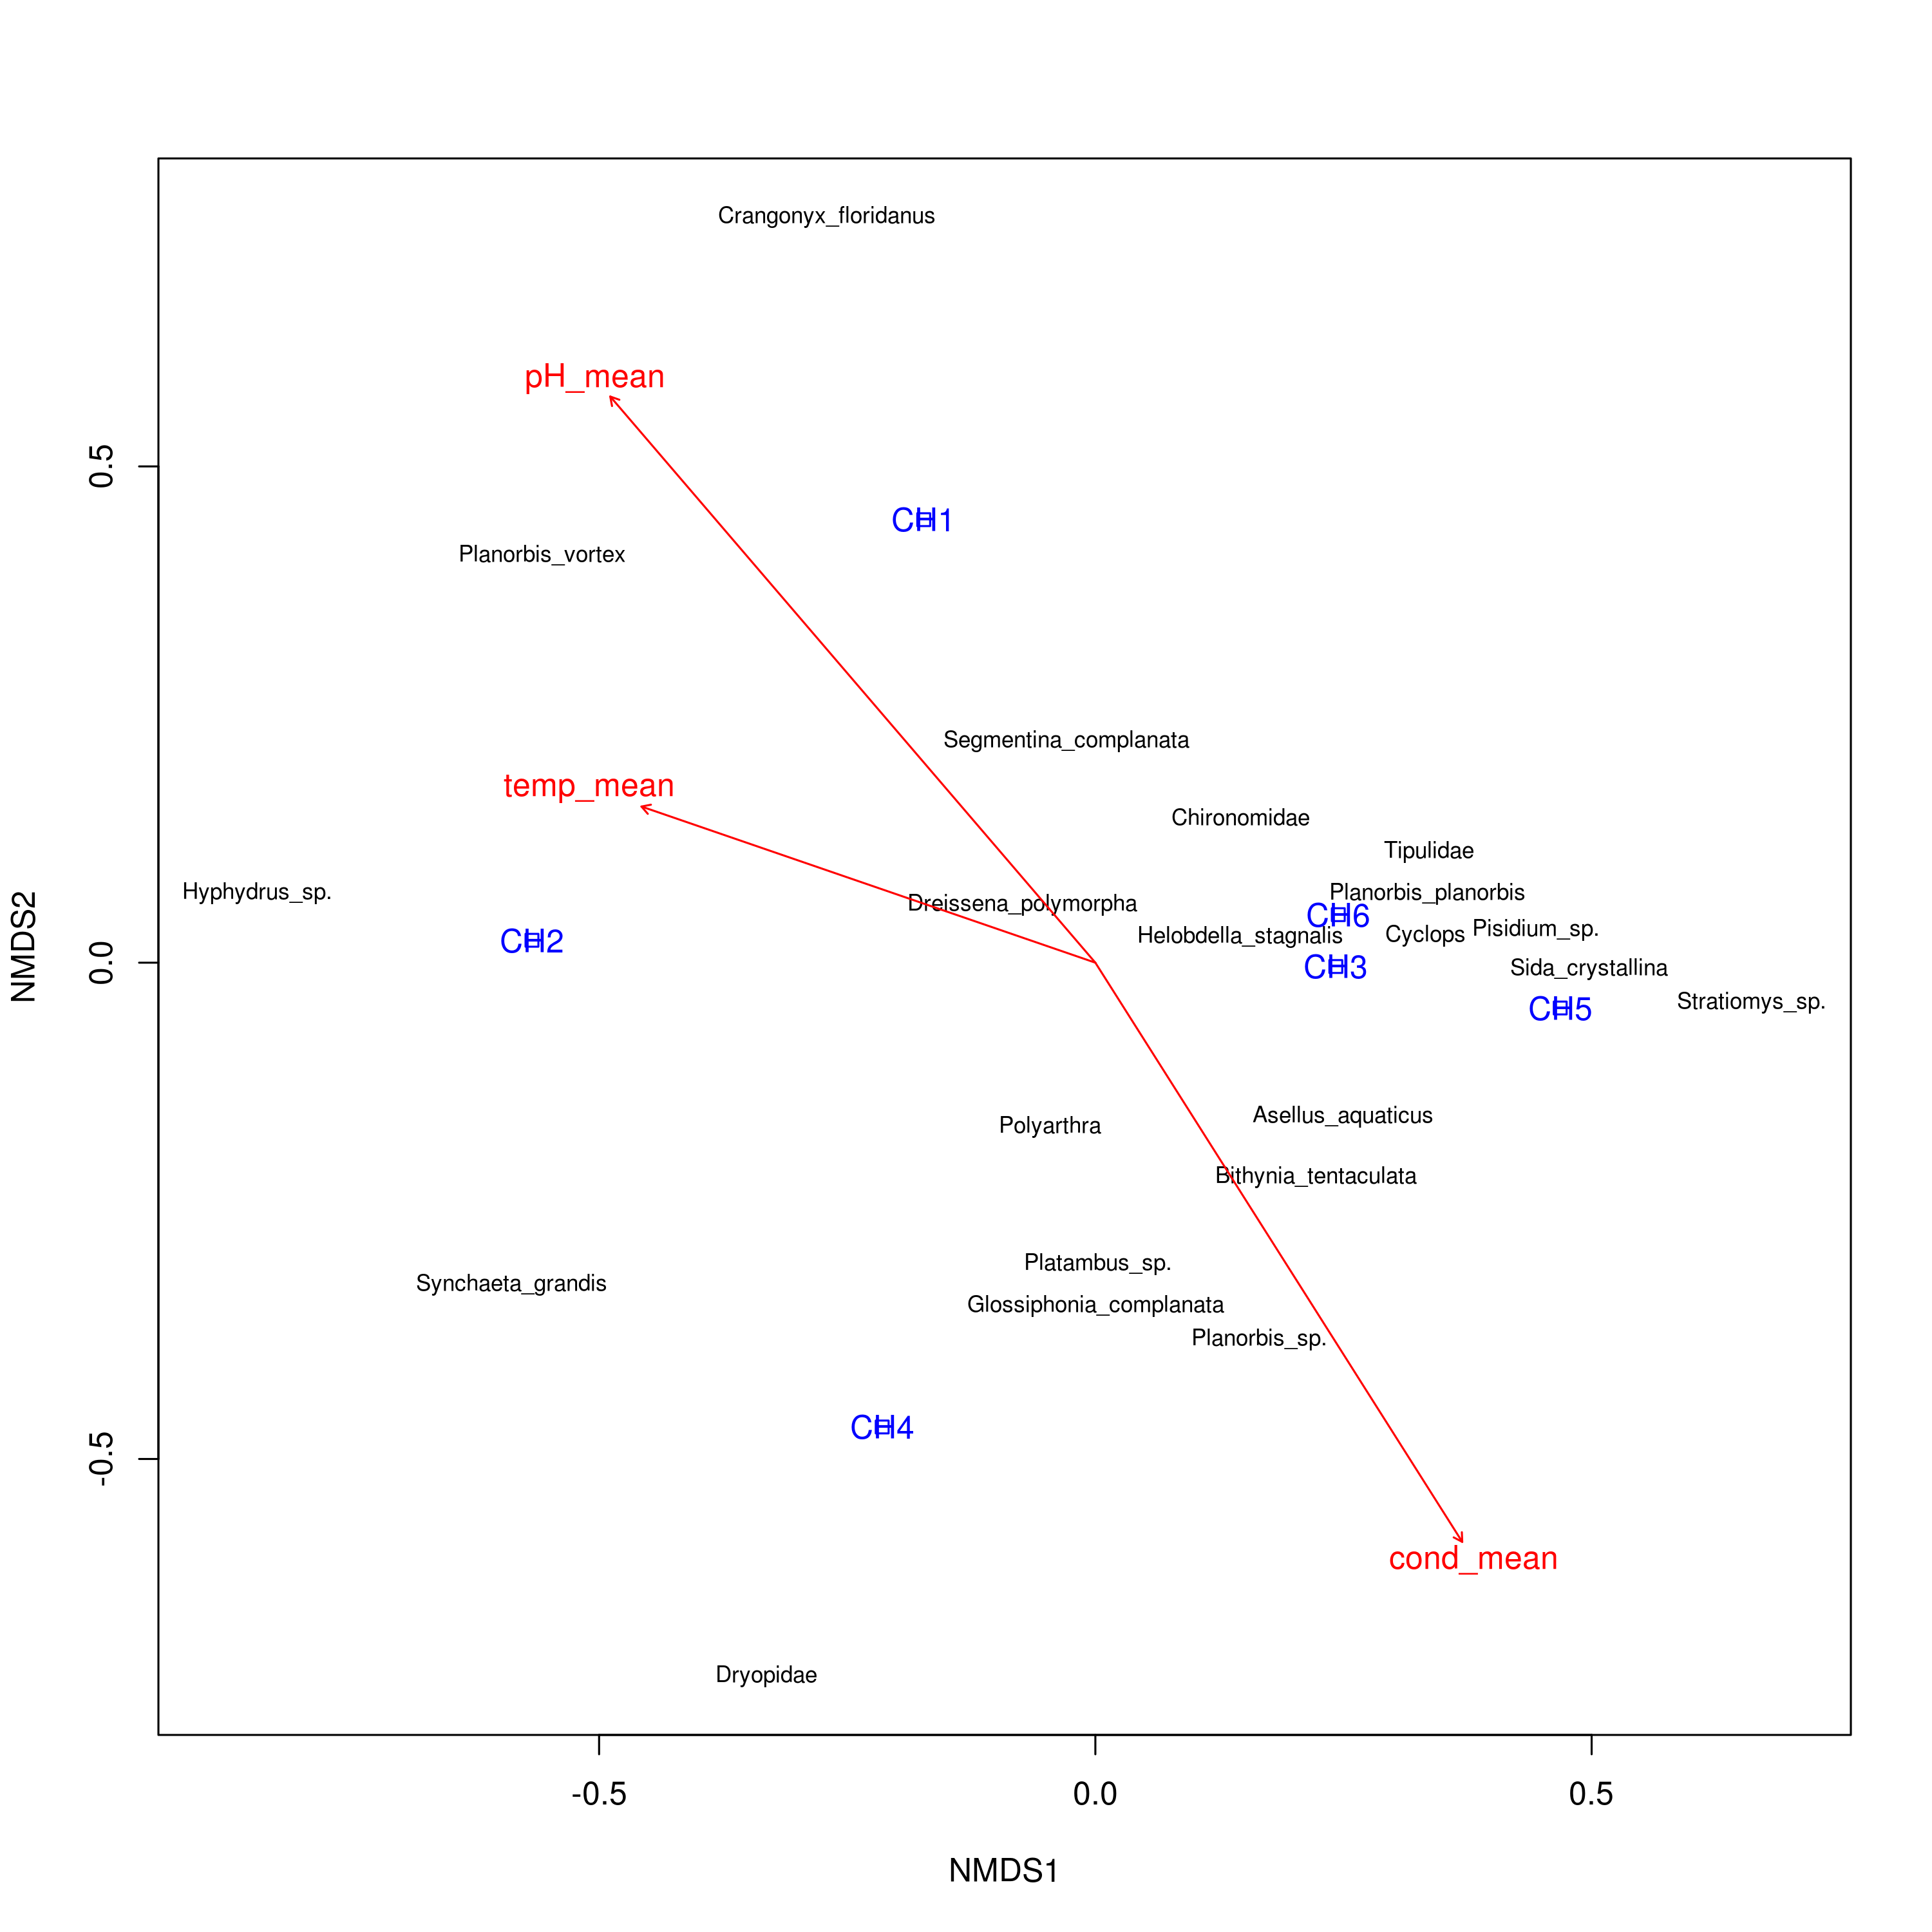 Crangonyx_floridanus
pH_mean
0.5
CH1
Planorbis_vortex
Segmentina_complanata
temp_mean
Chironomidae
Tipulidae
Hyphydrus_sp.
Planorbis_planorbis
Dreissena_polymorpha
CH6
Pisidium_sp.
Helobdella_stagnalis
Cyclops
CH2
NMDS2
0.0
CH3
Sida_crystallina
Stratiomys_sp.
CH5
Asellus_aquaticus
Polyarthra
Bithynia_tentaculata
Platambus_sp.
Synchaeta_grandis
Glossiphonia_complanata
Planorbis_sp.
CH4
-0.5
cond_mean
Dryopidae
-0.5 0.0 0.5
NMDS1